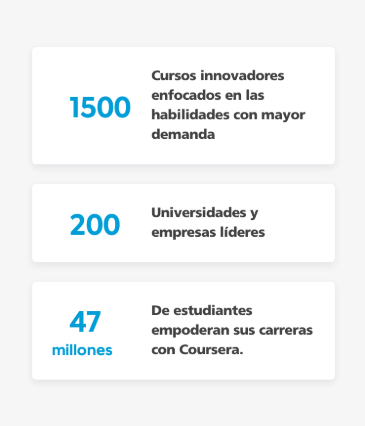 1500
Cursos innovadores
enfocados en las
habilidades con mayor
demanda
200
Universidades y
empresas líderes
47
millones
De estudiantes
empoderan sus carreras
con Coursera.